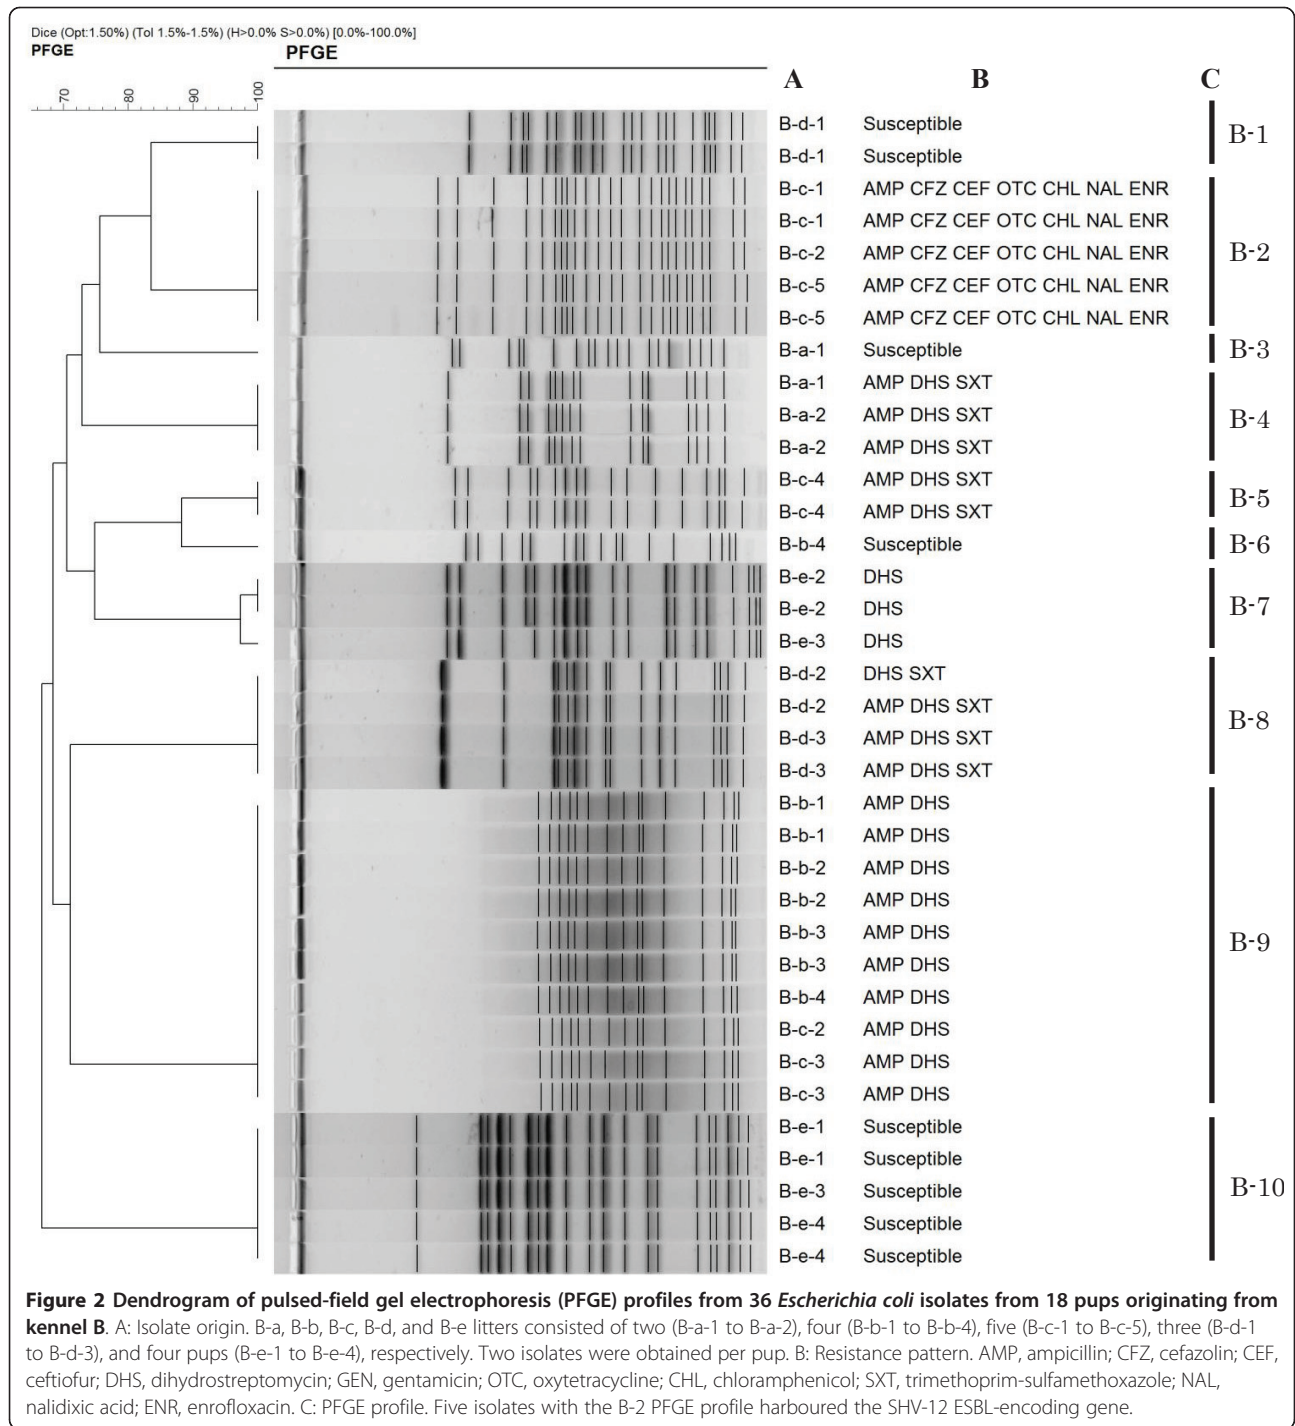 Dice (Opt:1.50%) (Tol 1.5%-1.5%) (H>0.0% S>0.0%) [0.0%-100.0%]
PFGE
PFGE
70 80 90 100
A B C
B-d-1 Susceptible
B-1
B-d-1 Susceptible
B-c-1 AMP CFZ CEF OTC CHL NAL ENR
B-c-1 AMP CFZ CEF OTC CHL NAL ENR
B-c-2 AMP CFZ CEF OTC CHL NAL ENR B-2
B-c-5 AMP CFZ CEF OTC CHL NAL ENR
B-c-5 AMP CFZ CEF OTC CHL NAL ENR
B-a-1 Susceptible B-3
B-a-1 AMP DHS SXT
B-a-2 AMP DHS SXT B-4
B-a-2 AMP DHS SXT
B-c-4 AMP DHS SXT
B-5
B-c-4 AMP DHS SXT
B-b-4 Susceptible B-6
B-e-2 DHS
B-e-2 DHS B-7
B-e-3 DHS
B-d-2 DHS SXT
B-d-2 AMP DHS SXT
B-8
B-d-3 AMP DHS SXT
B-d-3 AMP DHS SXT
B-b-1 AMP DHS
B-b-1 AMP DHS
B-b-2 AMP DHS
B-b-2 AMP DHS
B-b-3 AMP DHS
B-9
B-b-3 AMP DHS
B-b-4 AMP DHS
B-c-2 AMP DHS
B-c-3 AMP DHS
B-c-3 AMP DHS
B-e-1 Susceptible
B-e-1 Susceptible
B-e-3 Susceptible B-10
B-e-4 Susceptible
B-e-4 Susceptible
Figure 2 Dendrogram of pulsed-field gel electrophoresis (PFGE) profiles from 36 Escherichia coli isolates from 18 pups originating from
kennel B. A: Isolate origin. B-a, B-b, B-c, B-d, and B-e litters consisted of two (B-a-1 to B-a-2), four (B-b-1 to B-b-4), five (B-c-1 to B-c-5), three (B-d-1
to B-d-3), and four pups (B-e-1 to B-e-4), respectively. Two isolates were obtained per pup. B: Resistance pattern. AMP, ampicillin; CFZ, cefazolin; CEF,
ceftiofur; DHS, dihydrostreptomycin; GEN, gentamicin; OTC, oxytetracycline; CHL, chloramphenicol; SXT, trimethoprim-sulfamethoxazole; NAL,
nalidixic acid; ENR, enrofloxacin. C: PFGE profile. Five isolates with the B-2 PFGE profile harboured the SHV-12 ESBL-encoding gene.